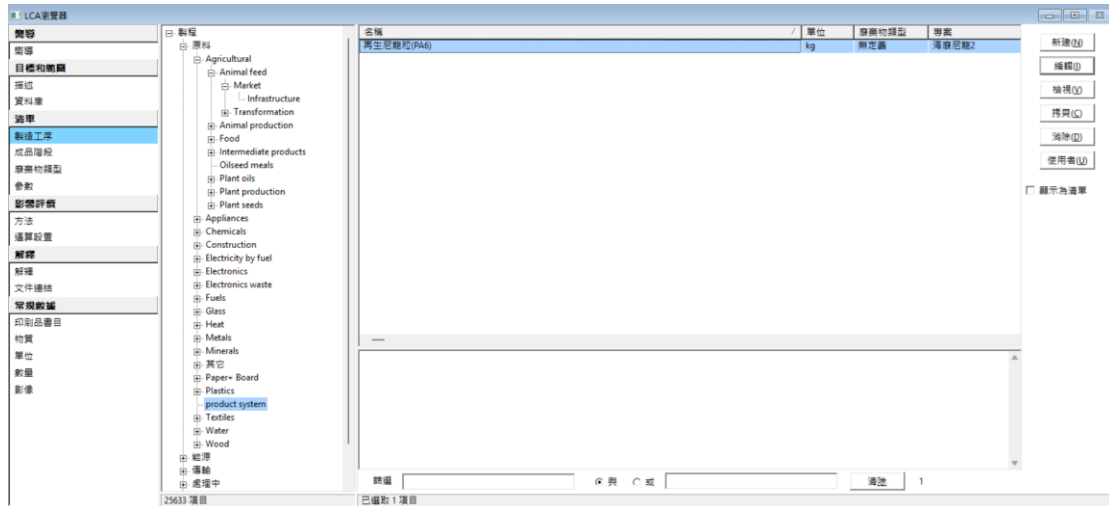 LCA瀏覽器
嚮導
嚮導
目標和範圍
描述
資料庫
清單
製造工序
成品階段
廢棄物類型
參數
影響評價
方法
運算設置
解釋
解釋
文件連結
常規數據
印刷品書目
物質
單位
數量
影像
製程
原料
Agricultural
Animal feed
Market
Infrastructure
Transformation
Animal production
Food
Intermediate products
Oilseed meals
Plant oils
Plant production
Plant seeds
Appliances
Chemicals
Construction
Electricity by fuel
Electronics
Electronics waste
Fuels
Glass
Heat
Metals
Minerals
其它
Paper+ Board
Plastics
product system
Textiles
Water
Wood
能源
傳輸
處理中
25633 項目
名稱 / 單位 廢棄物類型 專案
再生尼龍粒(PA6) kg 無定義 海廢尼龍2
篩選 與 或 清除 1
已選取 1 項目
新建(N)
編輯(I)
檢視(V)
拷貝(C)
消除(D)
使用者(U)
顯示為清單